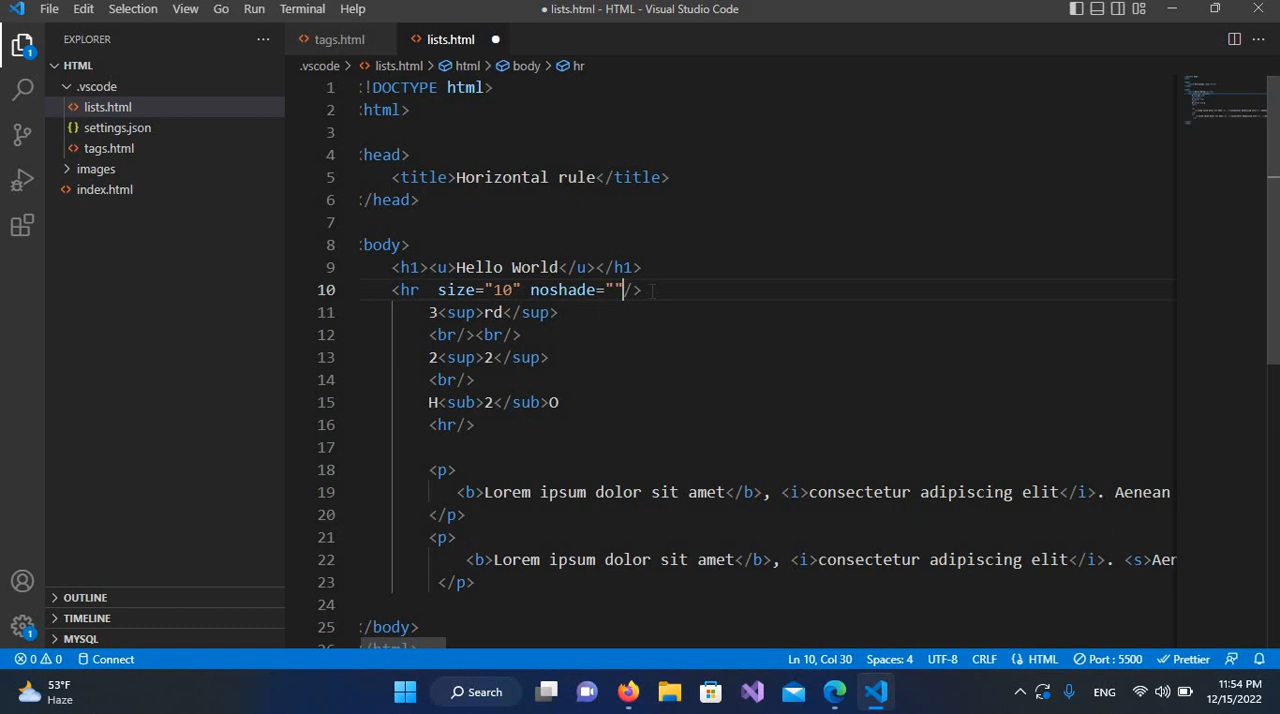 File Edit Selection View Go Run Terminal Help
● lists.html - HTML - Visual Studio Code
EXPLORER
HTML
.vscode
lists.html
settings.json
tags.html
images
index.html
OUTLINE
TIMELINE
MYSQL
1
1
tags.html
lists.html
.vscode > lists.html > html > body > hr
1 !DOCTYPE html>
2 html>
3
4 head>
5 <title>Horizontal rule</title>
6 /head>
7
8 body>
9 <h1><u>Hello World</u></h1>
10 <hr  size="10" noshade=""/>
11 3<sup>rd</sup>
12 <br/><br/>
13 2<sup>2</sup>
14 <br/>
15 H<sub>2</sub>O
16 <hr/>
17
18 <p>
19 <b>Lorem ipsum dolor sit amet</b>, <i>consectetur adipiscing elit</i>. Aenean
20 </p>
21 <p>
22 <b>Lorem ipsum dolor sit amet</b>, <i>consectetur adipiscing elit</i>. <s>Aer
23 </p>
24
25 /body>
0 0 Connect Ln 10, Col 30 Spaces: 4 UTF-8 CRLF HTML Port : 5500 Prettier
53°F
Haze
Search
ENG
11:54 PM
12/15/2022